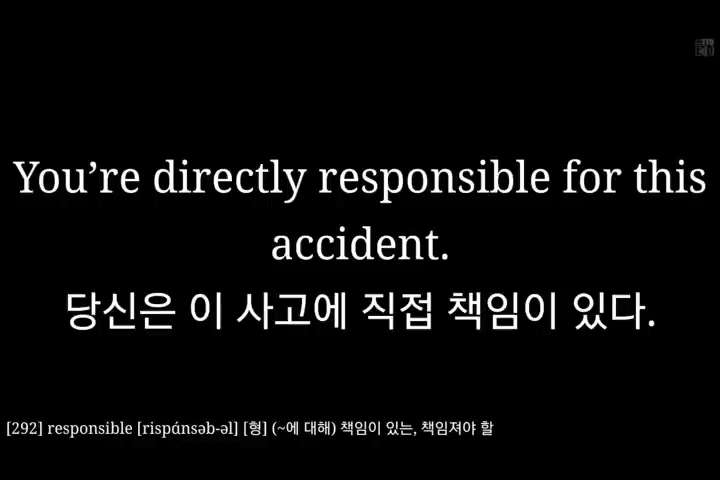 You’re directly responsible for this
accident.
당신은 이 사고에 직접 책임이 있다.
[292] responsible [rispάnsəb-əl] [형] (~에 대해) 책임이 있는, 책임져야 할